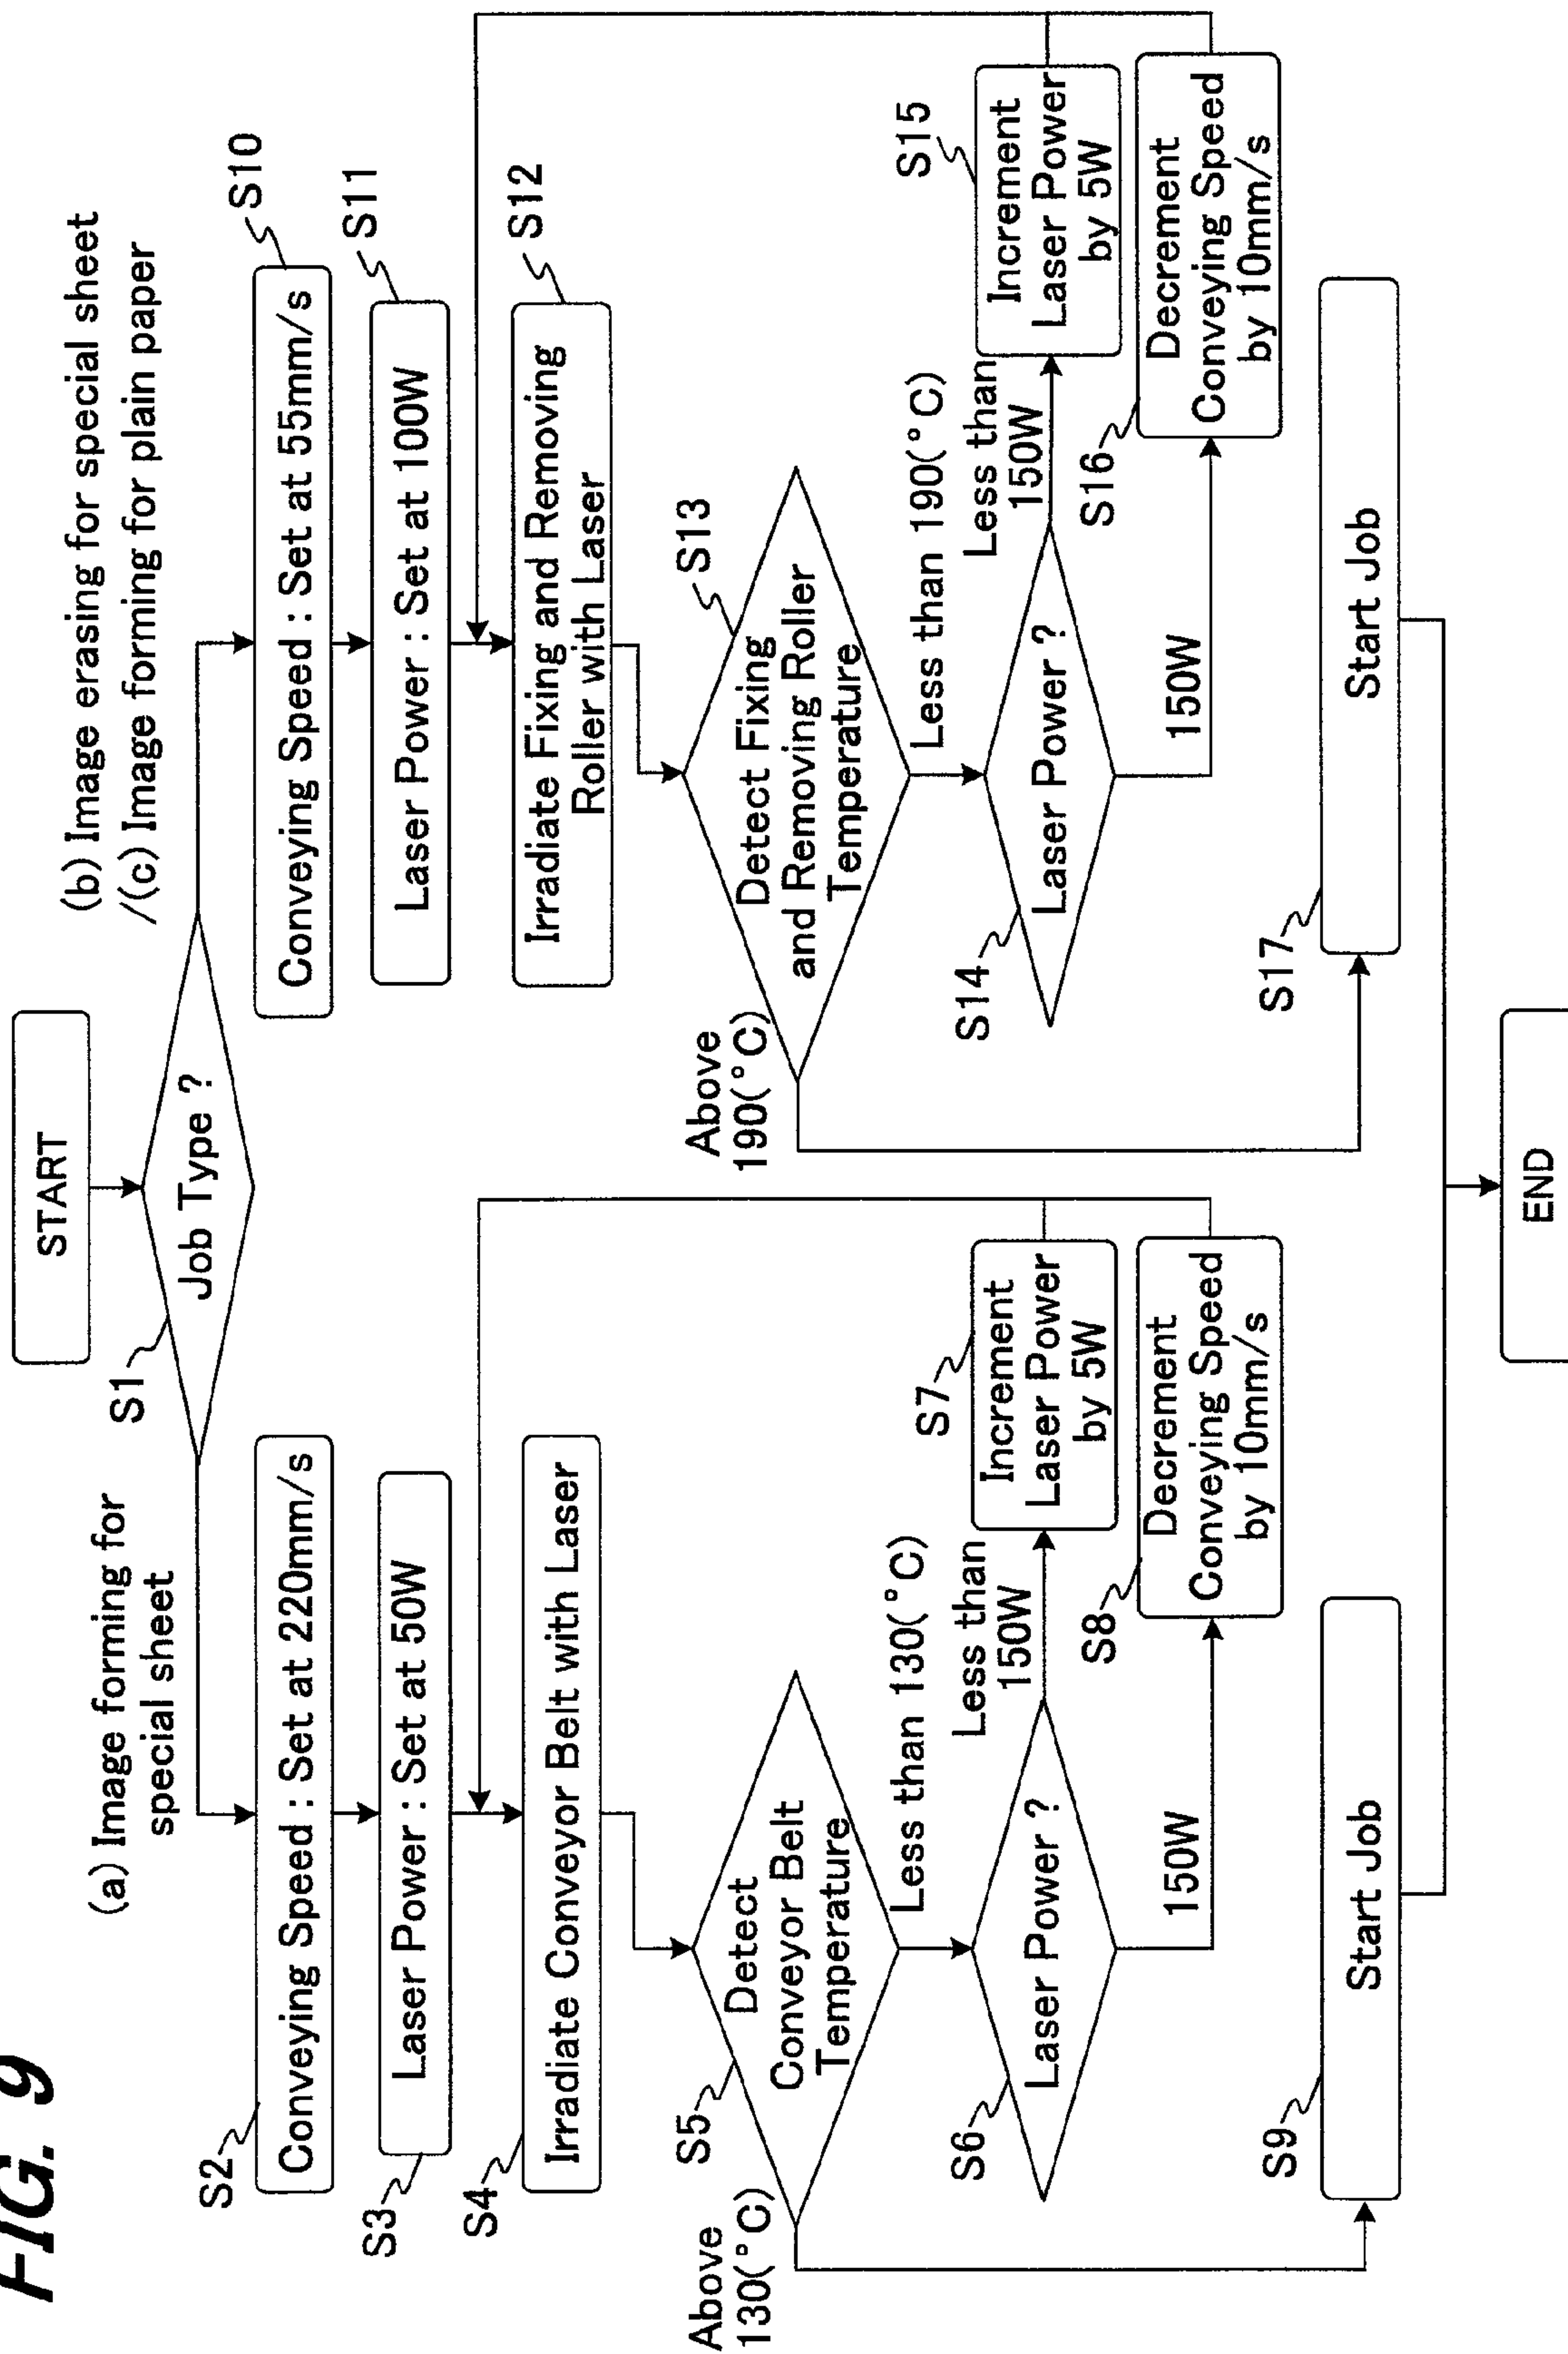 FIG. 9
START
S1
Job Type ?
(a) Image forming for
special sheet
S2
Conveying Speed : Set at 220mm/s
S3
Laser Power : Set at 50W
S4
Irradiate Conveyor Belt with Laser
S5
Detect
Conveyor Belt
Temperature
Above
130(°C)
Less than 130(°C)
S6
Laser Power ?
Less than
150W
S7
Increment
Laser Power
by 5W
150W
S8
Decrement
Conveying Speed
by 10mm/s
S9
Start Job
(b) Image erasing for special sheet
/(c) Image forming for plain paper
S10
Conveying Speed : Set at 55mm/s
S11
Laser Power : Set at 100W
S12
Irradiate Fixing and Removing
Roller with Laser
S13
Detect Fixing
and Removing Roller
Temperature
Above
190(°C)
Less than 190(°C)
S14
Laser Power ?
Less than
150W
S15
Increment
Laser Power
by 5W
150W
S16
Decrement
Conveying Speed
by 10mm/s
S17
Start Job
END